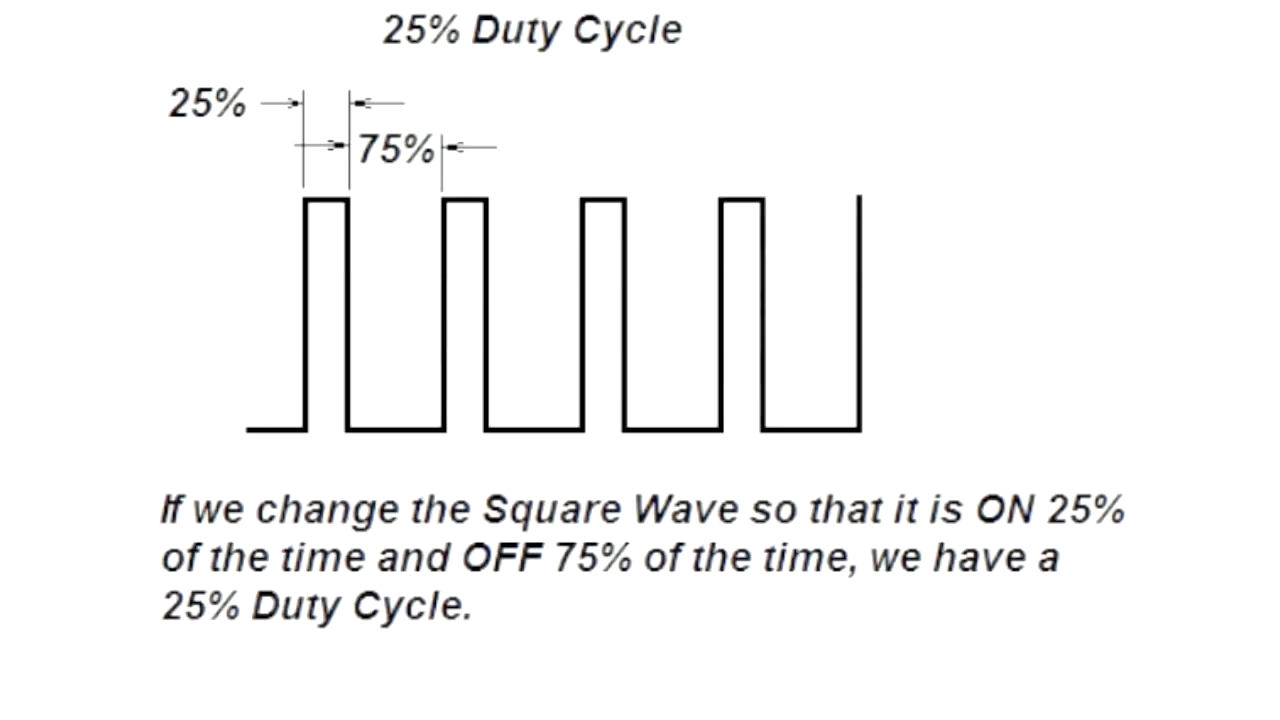 25% Duty Cycle
25%
75%
If we change the Square Wave so that it is ON 25%
of the time and OFF 75% of the time, we have a
25% Duty Cycle.